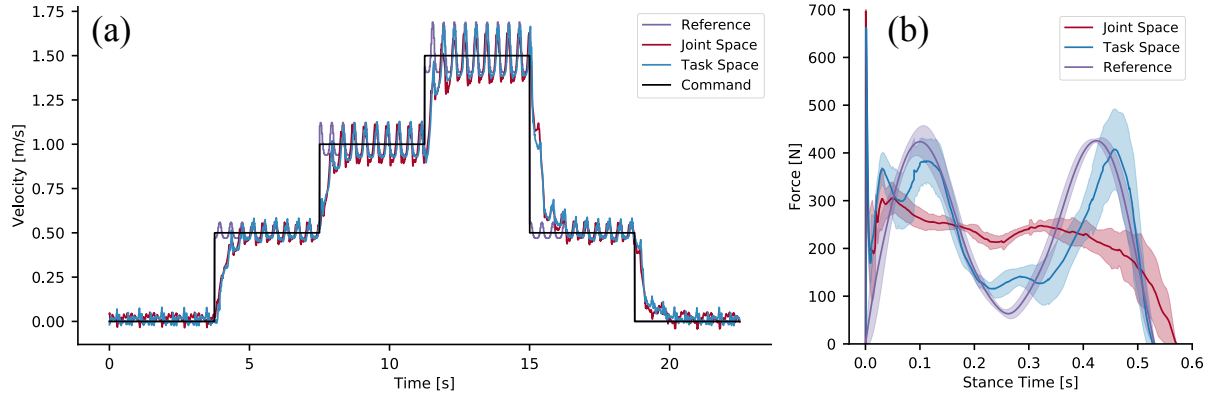 (a)
Reference
Joint Space
Task Space
Command
Velocity [m/s]
1.75
1.50
1.25
1.00
0.75
0.50
0.25
0.00
0 5 10 15 20
Time [s]
(b)
Joint Space
Task Space
Reference
Force [N]
700
600
500
400
300
200
100
0
0.0 0.1 0.2 0.3 0.4 0.5 0.6
Stance Time [s]